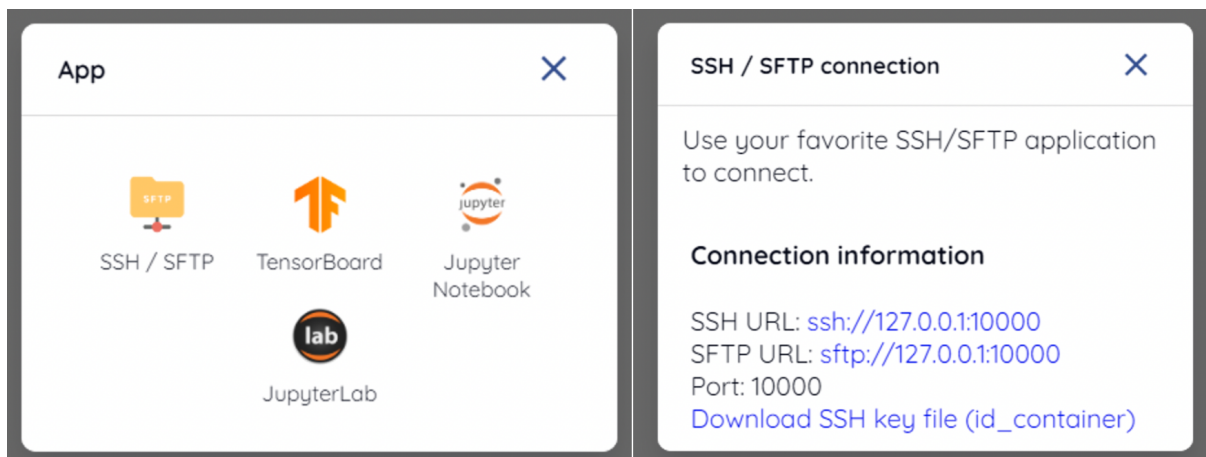 App
SFTP
SSH / SFTP
TensorBoard
jupyter
Jupyter
Notebook
lab
JupyterLab
SSH / SFTP connection
Use your favorite SSH/SFTP application
to connect.
Connection information
SSH URL: ssh://127.0.0.1:10000
SFTP URL: sftp://127.0.0.1:10000
Port: 10000
Download SSH key file (id_container)